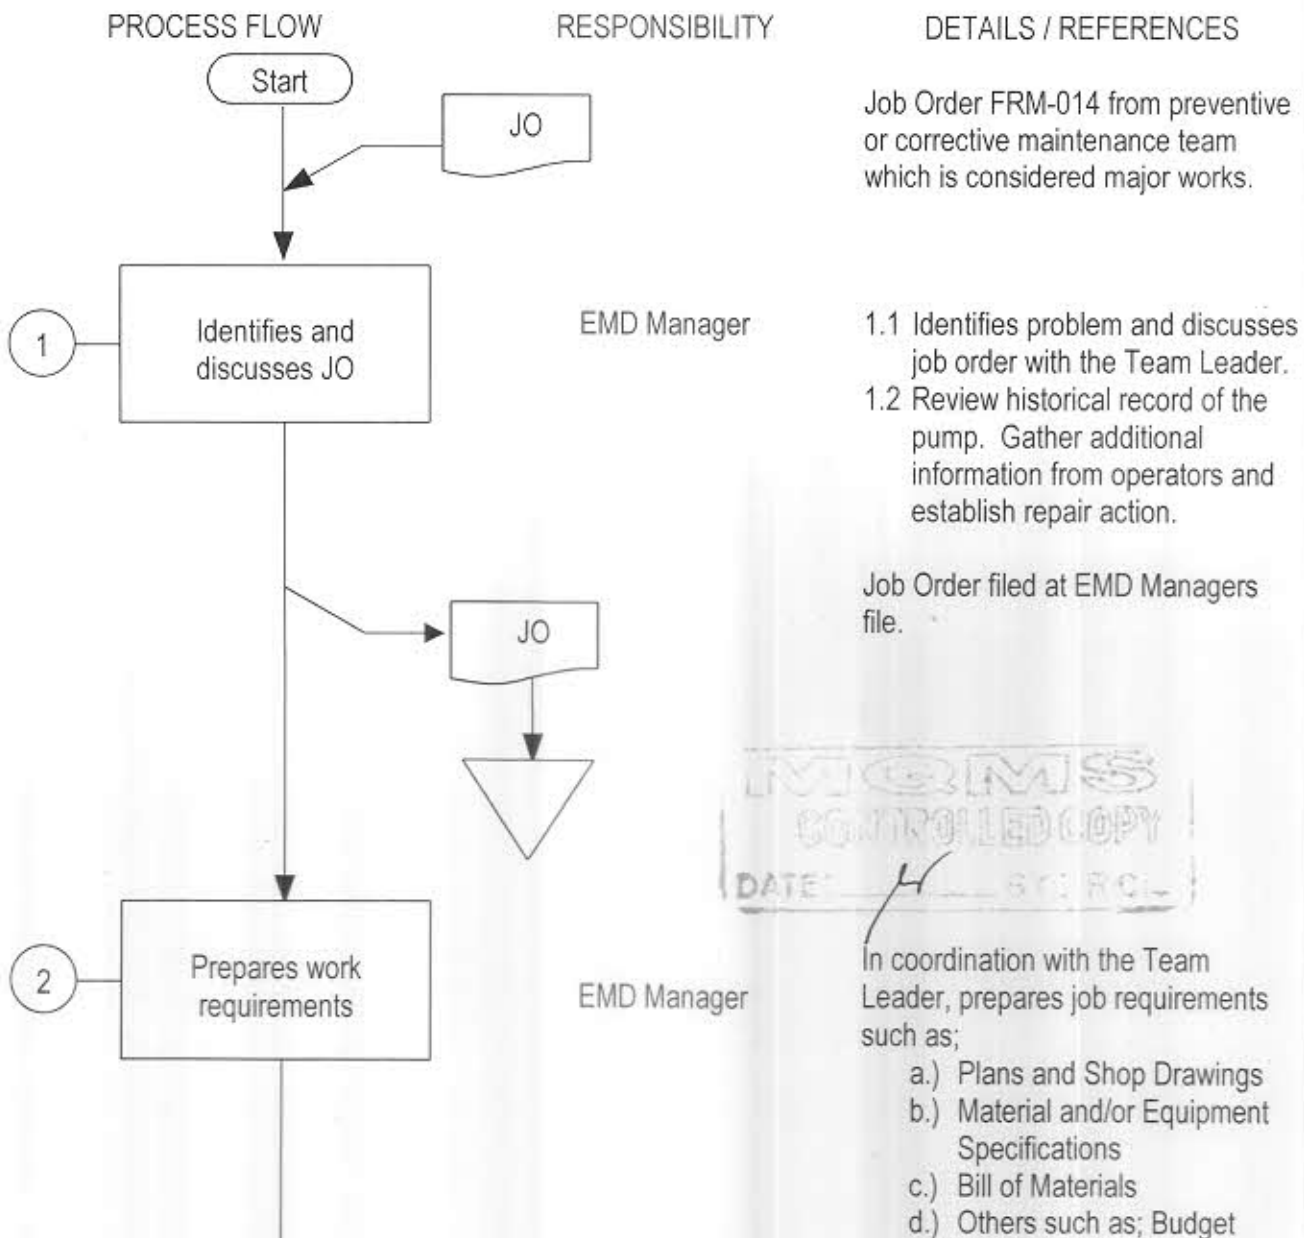 PROCESS FLOW
RESPONSIBILITY
DETAILS / REFERENCES
Start
JO
Job Order FRM-014 from preventive
or corrective maintenance team
which is considered major works.
1
Identifies and
discusses JO
EMD Manager
1.1 Identifies problem and discusses
job order with the Team Leader.
1.2 Review historical record of the
pump. Gather additional
information from operators and
establish repair action.
JO
Job Order filed at EMD Managers
file.
MQMS
CONTROLLED COPY
DATE
2
Prepares work
requirements
EMD Manager
In coordination with the Team
Leader, prepares job requirements
such as;
a.) Plans and Shop Drawings
b.) Material and/or Equipment
Specifications
c.) Bill of Materials
d.) Others such as; Budget